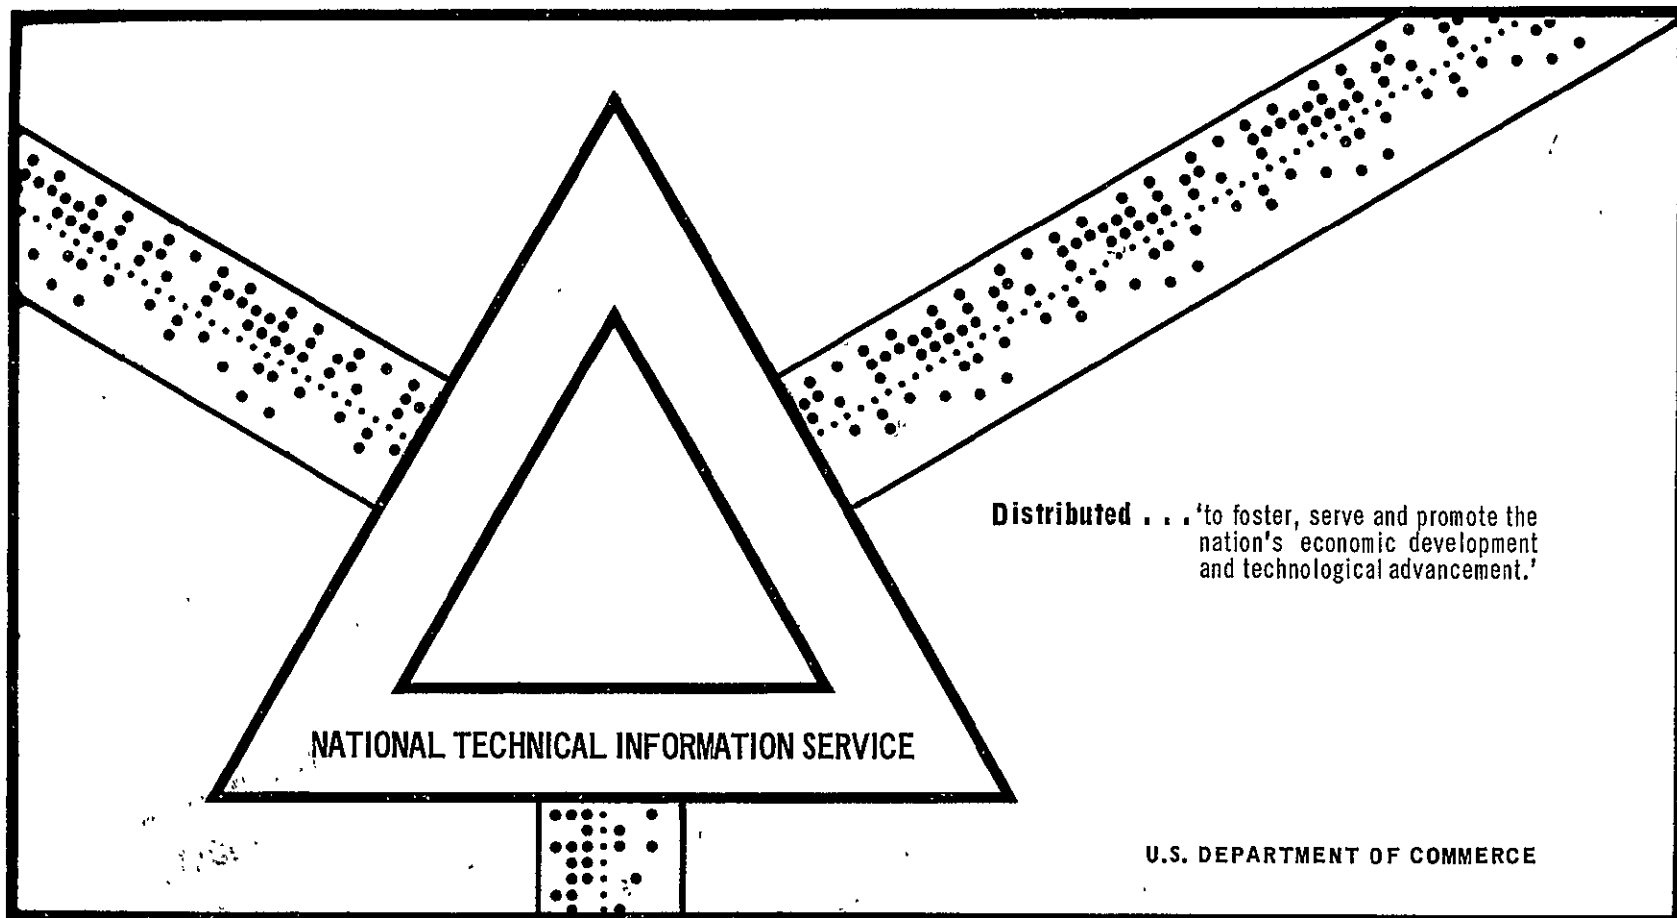 Distributed . . . 'to foster, serve and promote the
nation's economic development
and technological advancement.'
NATIONAL TECHNICAL INFORMATION SERVICE
U.S. DEPARTMENT OF COMMERCE